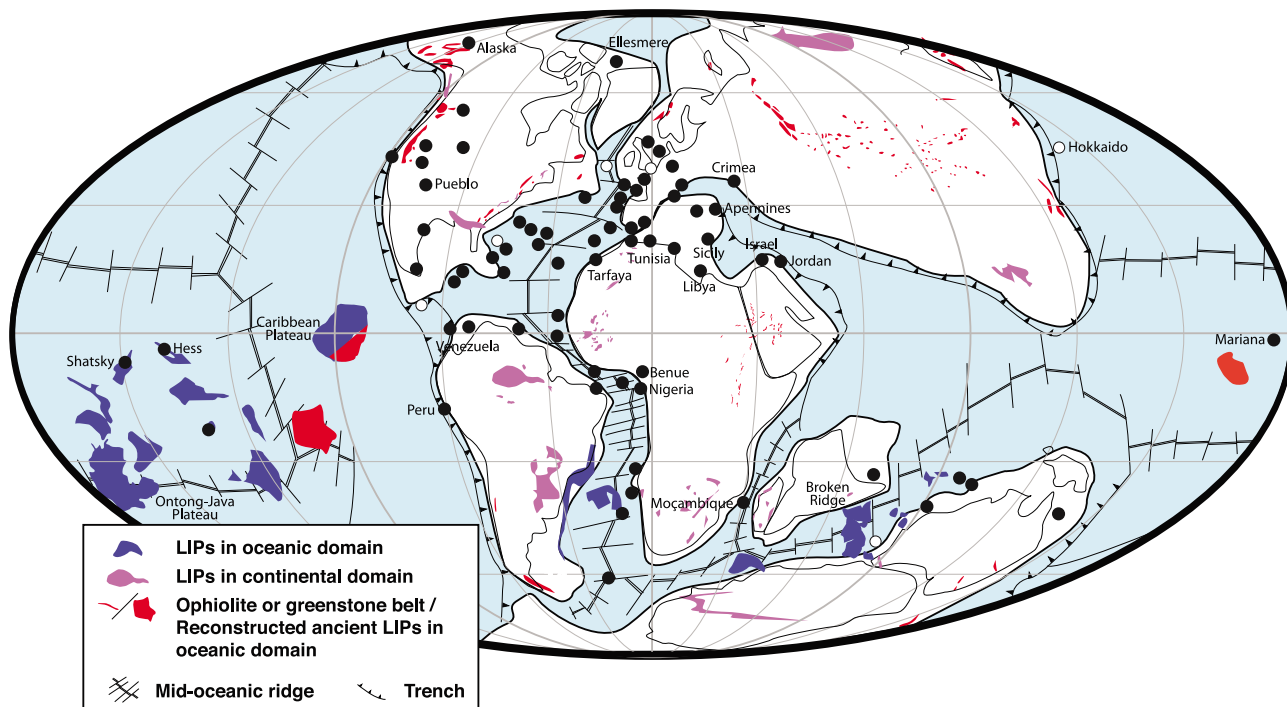 Ellesmere
Alaska
Hokkaido
Crimea
Pueblo
Apennines
Israel
Sicily
Tunisia
Jordan
Tarfaya
Libya
Caribbean
Plateau
Mariana
Hess
Venezuela
Shatsky
Benue
Nigeria
Peru
Broken
Ridge
Moçambique
Ontong-Java
Plateau
LIPs in oceanic domain
LIPs in continental domain
Ophiolite or greenstone belt /
Reconstructed ancient LIPs in
oceanic domain
Mid-oceanic ridge
Trench